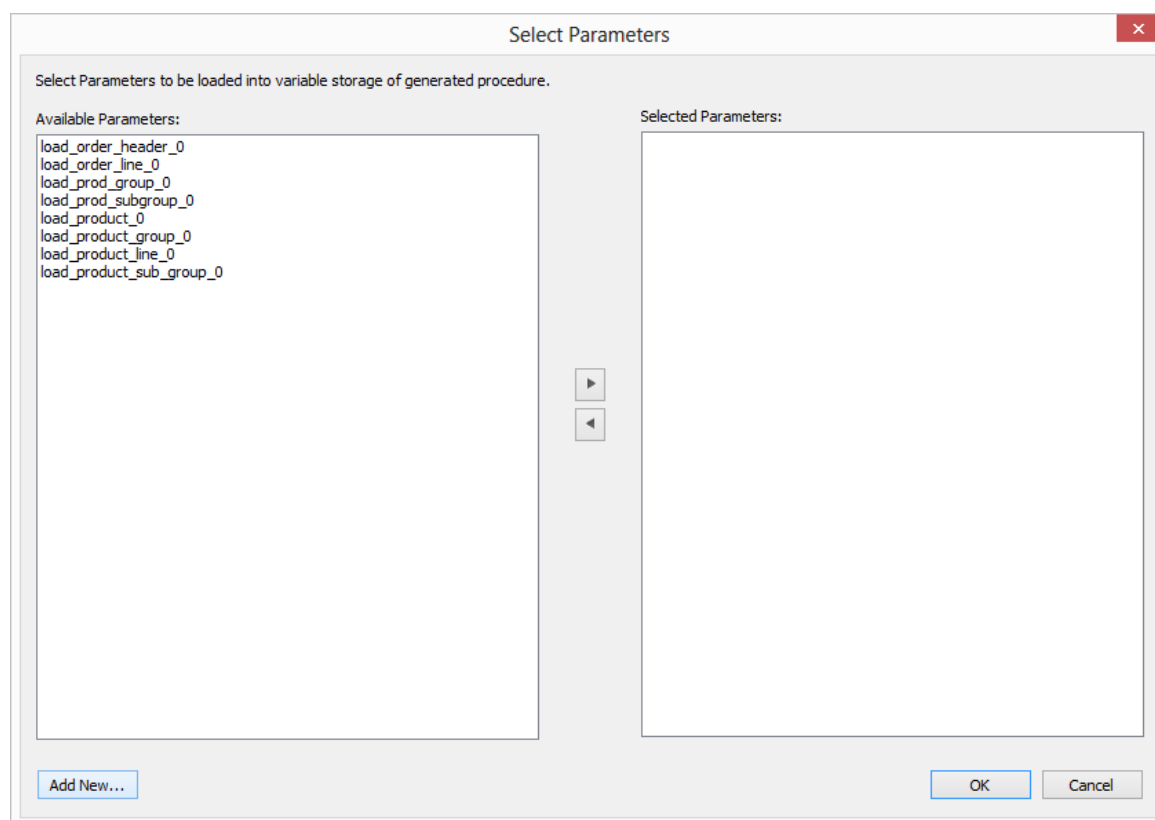 Select Parameters
Select Parameters to be loaded into variable storage of generated procedure.
Available Parameters:
load_order_header_0
load_order_line_0
load_prod_group_0
load_prod_subgroup_0
load_product_0
load_product_group_0
load_product_line_0
load_product_sub_group_0
Selected Parameters:
Add New...
OK
Cancel